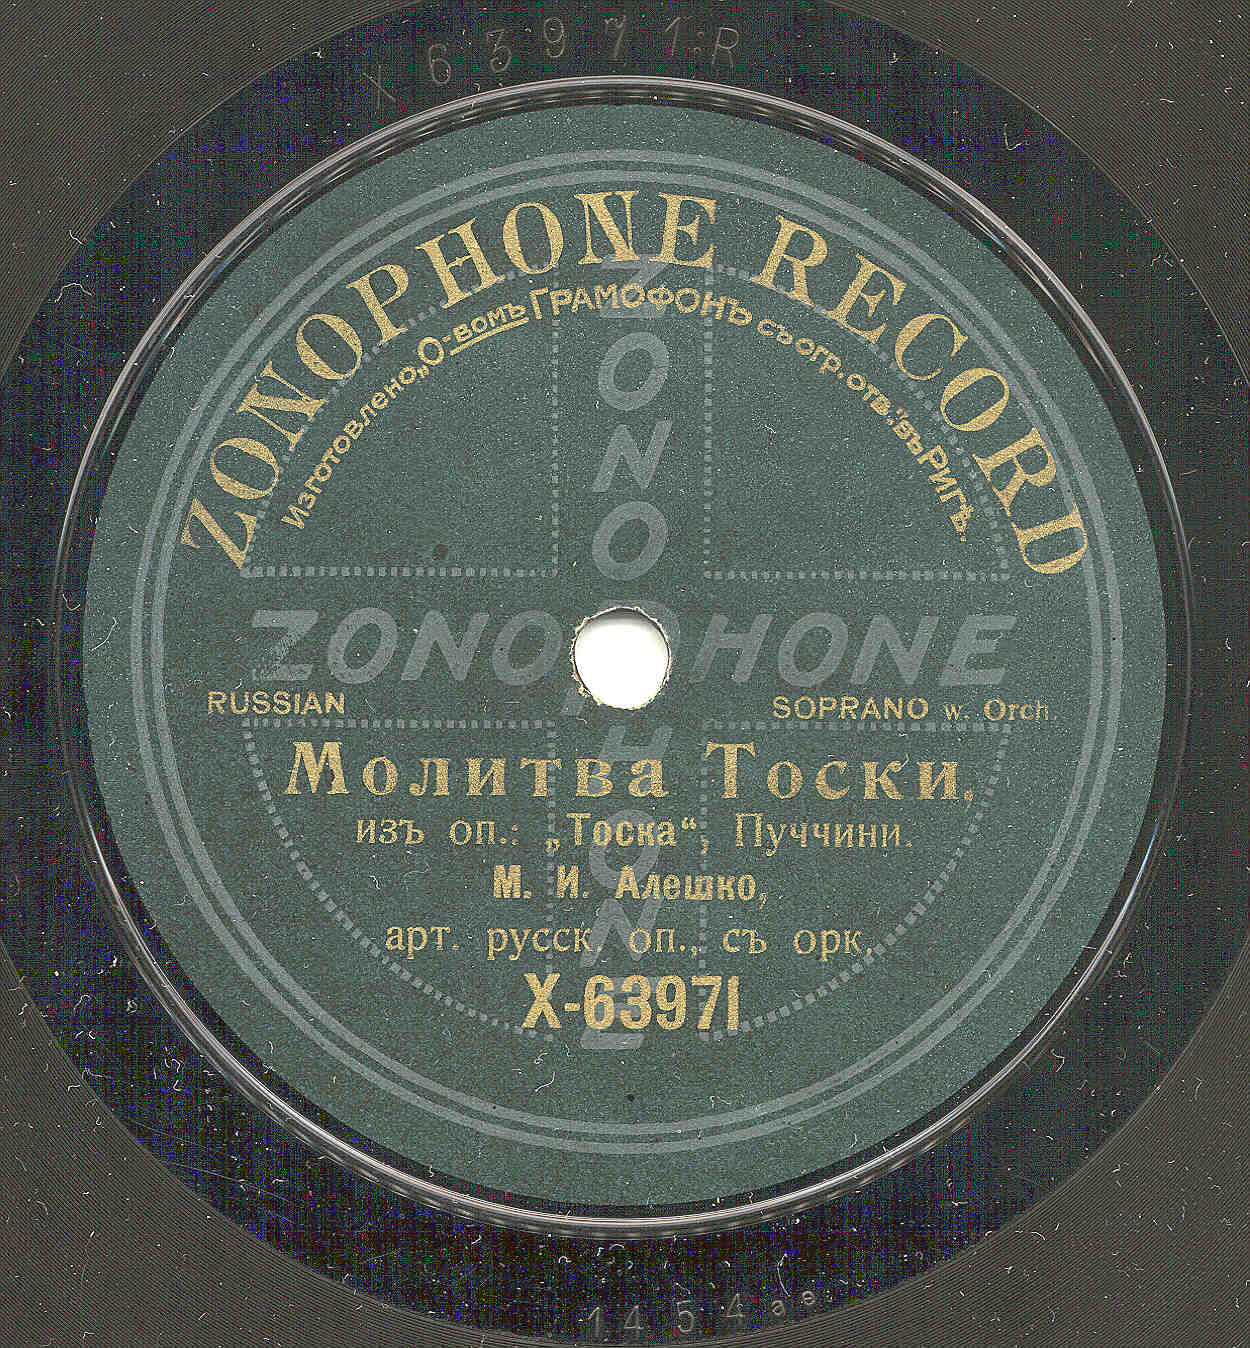 X 63971 R
ZONOPHONE RECORD
Изготовлено „О-вомъ ГРАМОФОНЪ съ огр. отв." въ Ригѣ.
ZONOPHONE
ZONOPHONE
RUSSIAN
SOPRANO w. Orch.
Молитва Тоски,
изъ оп.: „Тоска“, Пуччини.
М. И. Алешко,
арт. русск. оп., съ орк.
X-63971
1454 ae